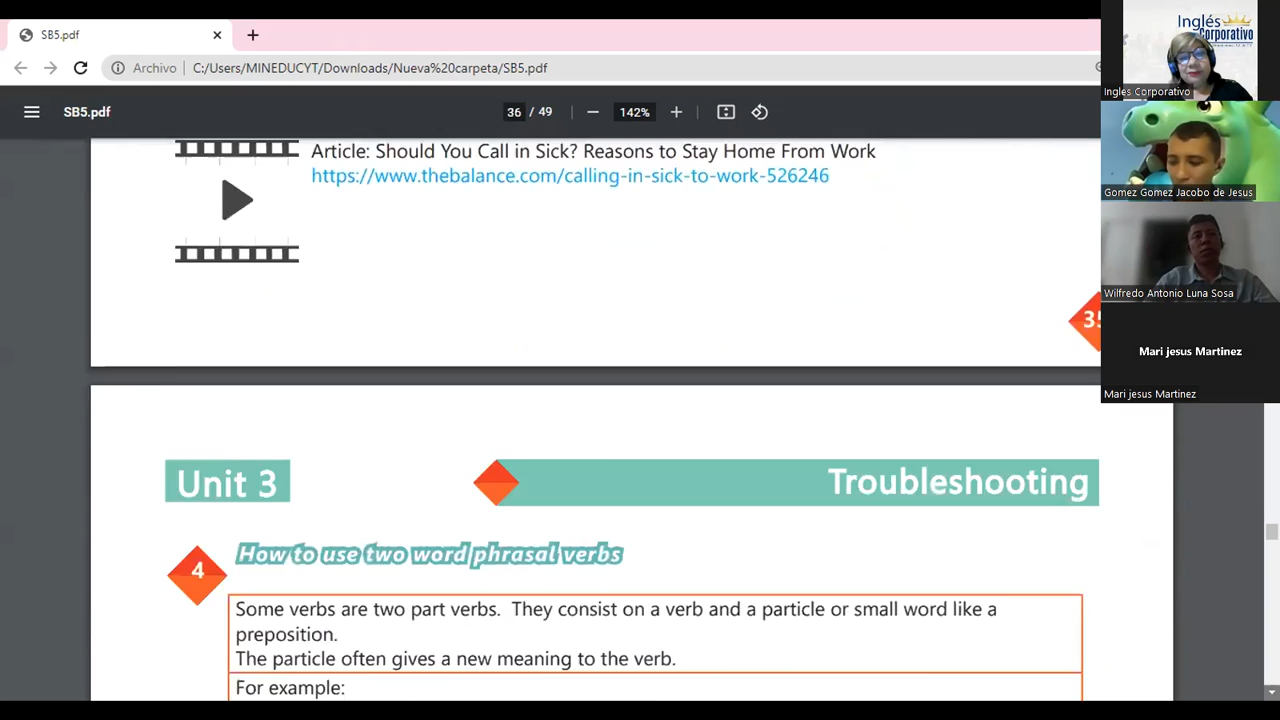 SB5.pdf
Archivo
C:/Users/MINEDUCYT/Downloads/Nueva%20carpeta/SB5.pdf
SB5.pdf
36 / 49
142%
Article: Should You Call in Sick? Reasons to Stay Home From Work
https://www.thebalance.com/calling-in-sick-to-work-526246
35
Unit 3
Troubleshooting
4
How to use two word phrasal verbs
Some verbs are two part verbs. They consist on a verb and a particle or small word like a
preposition.
The particle often gives a new meaning to the verb.
For example:
Inglés
Corporativo
Ingles Corporativo
Gomez Gomez Jacobo de Jesus
Wilfredo Antonio Luna Sosa
Mari jesus Martinez
Mari jesus Martinez